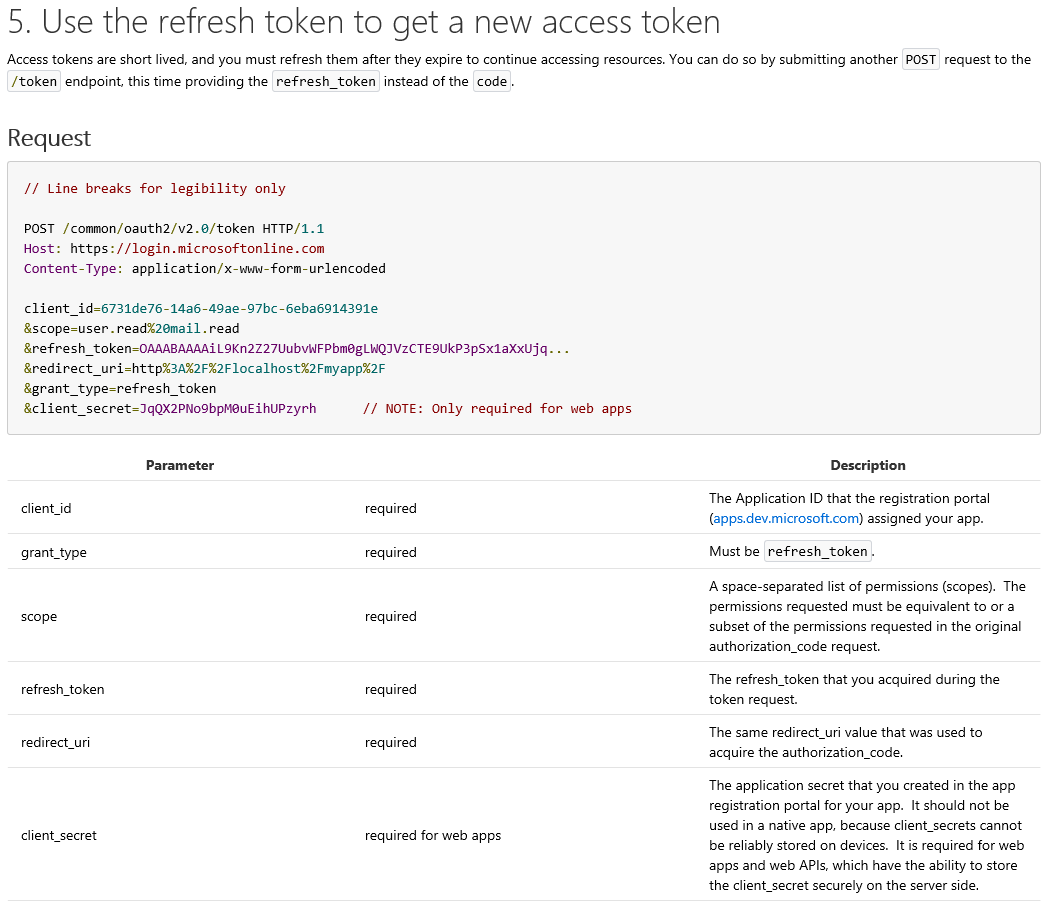 5. Use the refresh token to get a new access token
Access tokens are short lived, and you must refresh them after they expire to continue accessing resources. You can do so by submitting another POST request to the
/token endpoint, this time providing the refresh_token instead of the code.
Request
// Line breaks for legibility only
POST /common/oauth2/v2.0/token HTTP/1.1
Host: https://login.microsoftonline.com
Content-Type: application/x-www-form-urlencoded
client_id=6731de76-14a6-49ae-97bc-6eba6914391e
&scope=user.read%20mail.read
&refresh_token=OAAABAAAAiL9Kn2Z27UubvWFPbm0gLWQJVzCTE9UkP3pSx1aXxUjq...
&redirect_uri=http%3A%2F%2Flocalhost%2Fmyapp%2F
&grant_type=refresh_token
&client_secret=JqQX2PNo9bpM0uEihUPzyrh // NOTE: Only required for web apps
Parameter Description
client_id required The Application ID that the registration portal
(apps.dev.microsoft.com) assigned your app.
grant_type required Must be refresh_token.
scope required A space-separated list of permissions (scopes). The
permissions requested must be equivalent to or a
subset of the permissions requested in the original
authorization_code request.
refresh_token required The refresh_token that you acquired during the
token request.
redirect_uri required The same redirect_uri value that was used to
acquire the authorization_code.
client_secret required for web apps The application secret that you created in the app
registration portal for your app. It should not be
used in a native app, because client_secrets cannot
be reliably stored on devices. It is required for web
apps and web APIs, which have the ability to store
the client_secret securely on the server side.